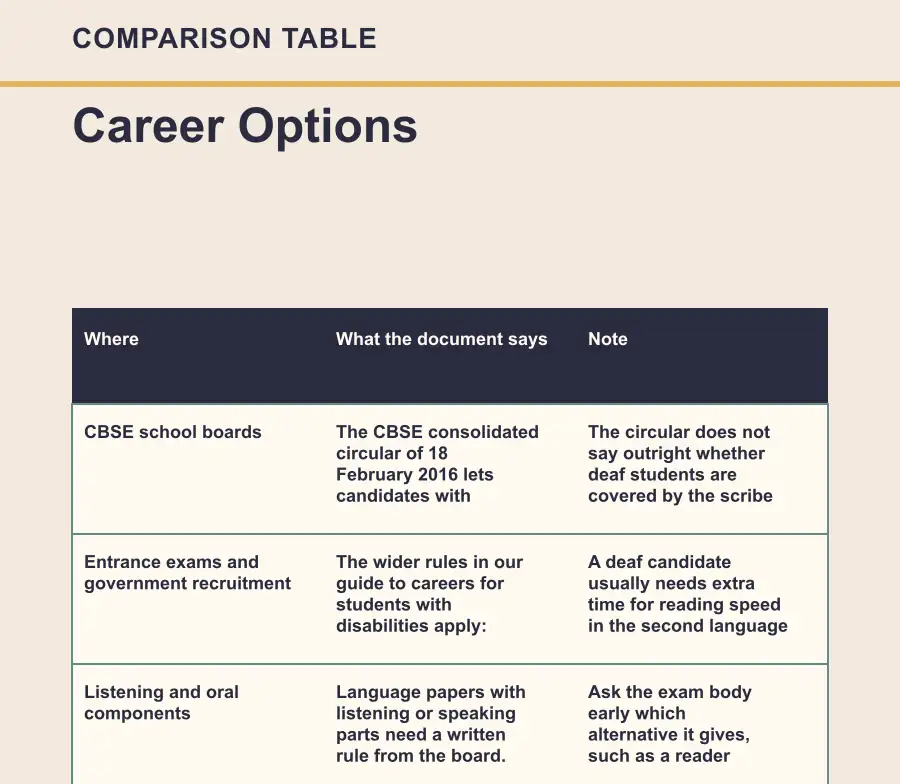 COMPARISON TABLE
Career Options
Where
What the document says
Note
CBSE school boards
The CBSE consolidated
circular of 18
February 2016 lets
candidates with
The circular does not
say outright whether
deaf students are
covered by the scribe
Entrance exams and
government recruitment
The wider rules in our
guide to careers for
students with
disabilities apply:
A deaf candidate
usually needs extra
time for reading speed
in the second language
Listening and oral
components
Language papers with
listening or speaking
parts need a written
rule from the board.
Ask the exam body
early which
alternative it gives,
such as a reader